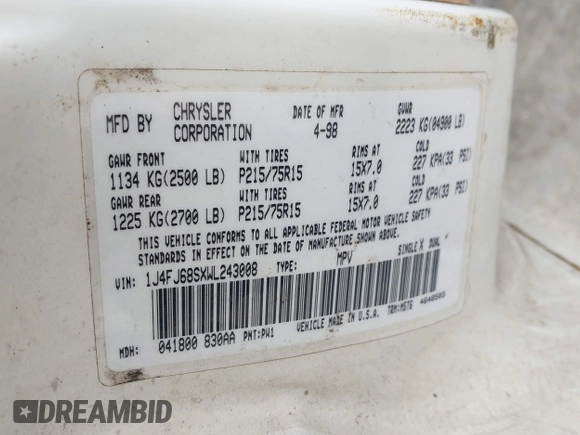 MFD BY CHRYSLER CORPORATION DATE OF MFR 4-98 GVWR 2223 KG(04900 LB)
GAWR FRONT WITH TIRES RIMS AT COLD
1134 KG(2500 LB) P215/75R15 15X7.0 227 KPA(33 PSI)
GAWR REAR WITH TIRES RIMS AT COLD
1225 KG(2700 LB) P215/75R15 15X7.0 227 KPA(33 PSI)
THIS VEHICLE CONFORMS TO ALL APPLICABLE FEDERAL MOTOR VEHICLE SAFETY
STANDARDS IN EFFECT ON THE DATE OF MANUFACTURE SHOWN ABOVE.
VIN: 1J4FJ68SXWL243008 TYPE: MPV SINGLE X DUAL
MDH: 041800 830AA PNT:PW1 VEHICLE MADE IN U.S.A. TRM:M5T6 4648503
DREAMBID